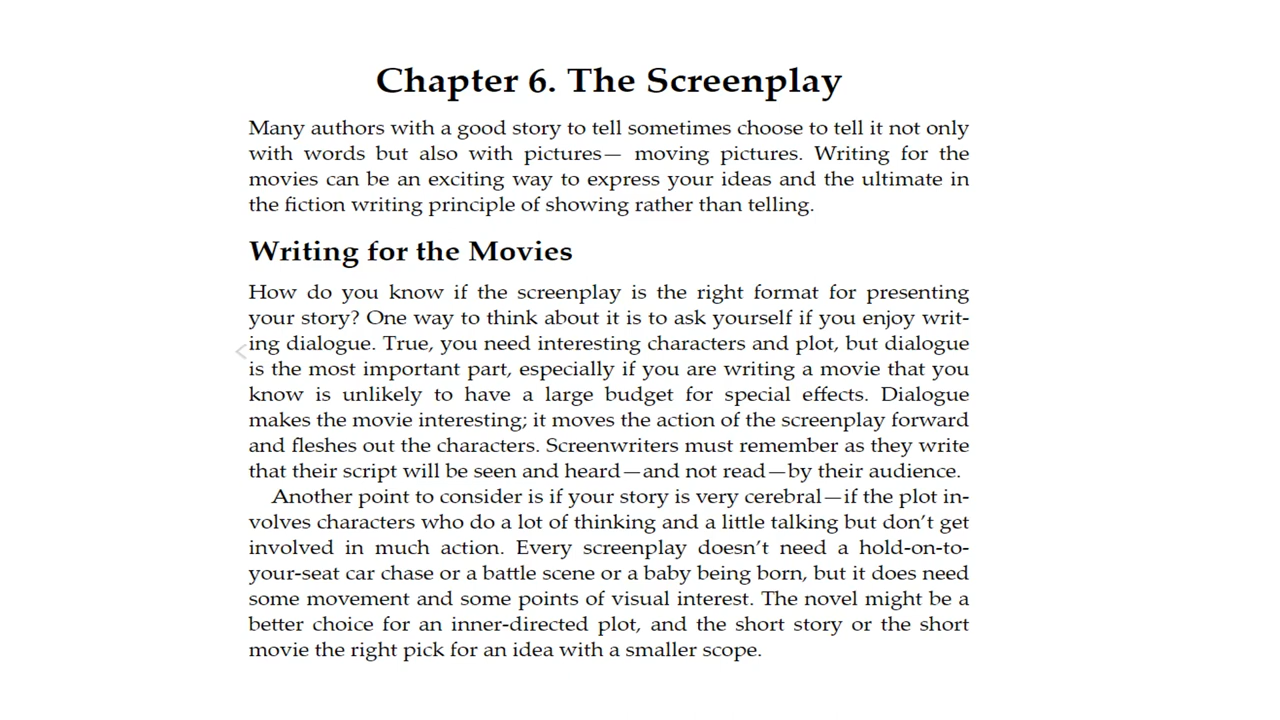 Chapter 6. The Screenplay
Many authors with a good story to tell sometimes choose to tell it not only
with words but also with pictures— moving pictures. Writing for the
movies can be an exciting way to express your ideas and the ultimate in
the fiction writing principle of showing rather than telling.
Writing for the Movies
How do you know if the screenplay is the right format for presenting
your story? One way to think about it is to ask yourself if you enjoy writ-
ing dialogue. True, you need interesting characters and plot, but dialogue
is the most important part, especially if you are writing a movie that you
know is unlikely to have a large budget for special effects. Dialogue
makes the movie interesting; it moves the action of the screenplay forward
and fleshes out the characters. Screenwriters must remember as they write
that their script will be seen and heard—and not read—by their audience.
Another point to consider is if your story is very cerebral—if the plot in-
volves characters who do a lot of thinking and a little talking but don't get
involved in much action. Every screenplay doesn't need a hold-on-to-
your-seat car chase or a battle scene or a baby being born, but it does need
some movement and some points of visual interest. The novel might be a
better choice for an inner-directed plot, and the short story or the short
movie the right pick for an idea with a smaller scope.